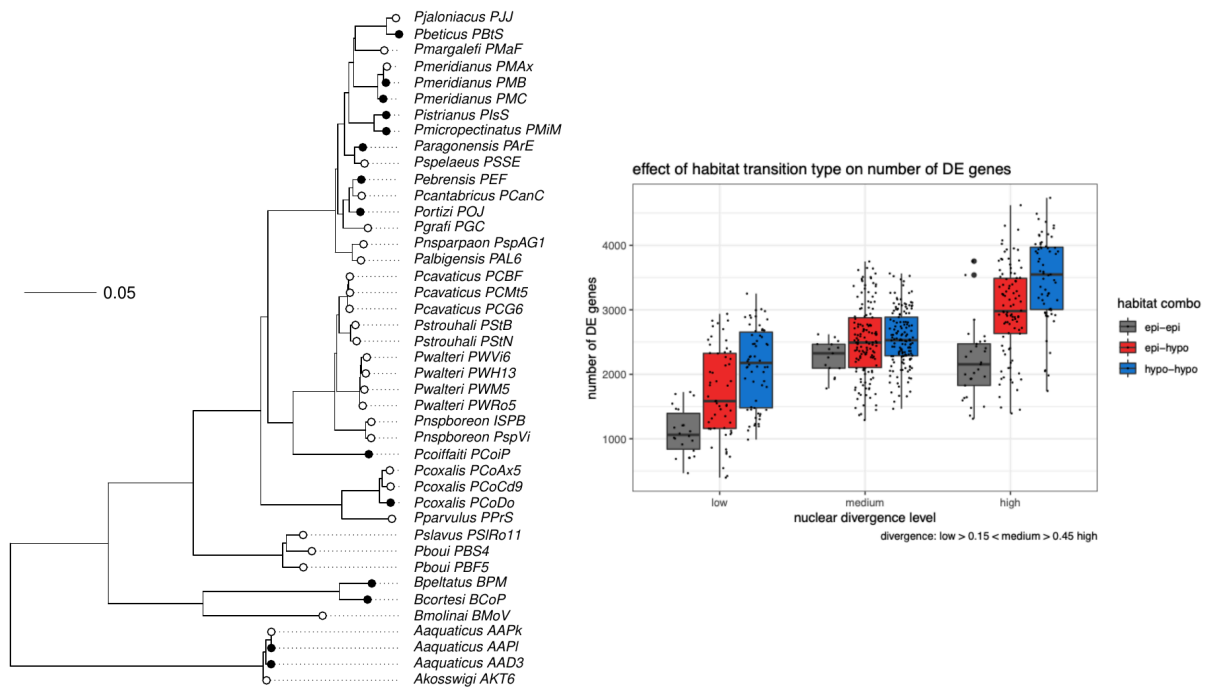 Pjaloniacus PJJ
Pbeticus PBtS
Pmargalefi PMaF
Pmeridianus PMAx
Pmeridianus PMB
Pmeridianus PMC
Pistrianus PIsS
Pmicropectinatus PMiM
Paragonensis PArE
Pspelaeus PSSE
Pebrensis PEF
Pcantabricus PCanC
Portizi POJ
Pgrafi PGC
Pnsparpaon PspAG1
Palbigensis PAL6
Pcavaticus PCBF
Pcavaticus PCMt5
Pcavaticus PCG6
Pstrouhali PStB
Pstrouhali PStN
Pwalteri PWVi6
Pwalteri PWH13
Pwalteri PWM5
Pwalteri PWRo5
Pnspboreon ISPB
Pnspboreon PspVi
Pcoiffaiti PCoiP
Pcoxalis PCoAx5
Pcoxalis PCoCd9
Pcoxalis PCoDo
Pparvulus PPrS
Pslavus PSlRo11
Pboui PBS4
Pboui PBF5
Bpeltatus BPM
Bcortesi BCoP
Bmolinai BMoV
Aaquaticus AAPk
Aaquaticus AAPl
Aaquaticus AAD3
Akosswigi AKT6
0.05
effect of habitat transition type on number of DE genes
number of DE genes
4000
3000
2000
1000
low medium high
nuclear divergence level
divergence: low > 0.15 < medium > 0.45 high
habitat combo
epi-epi
epi-hypo
hypo-hypo